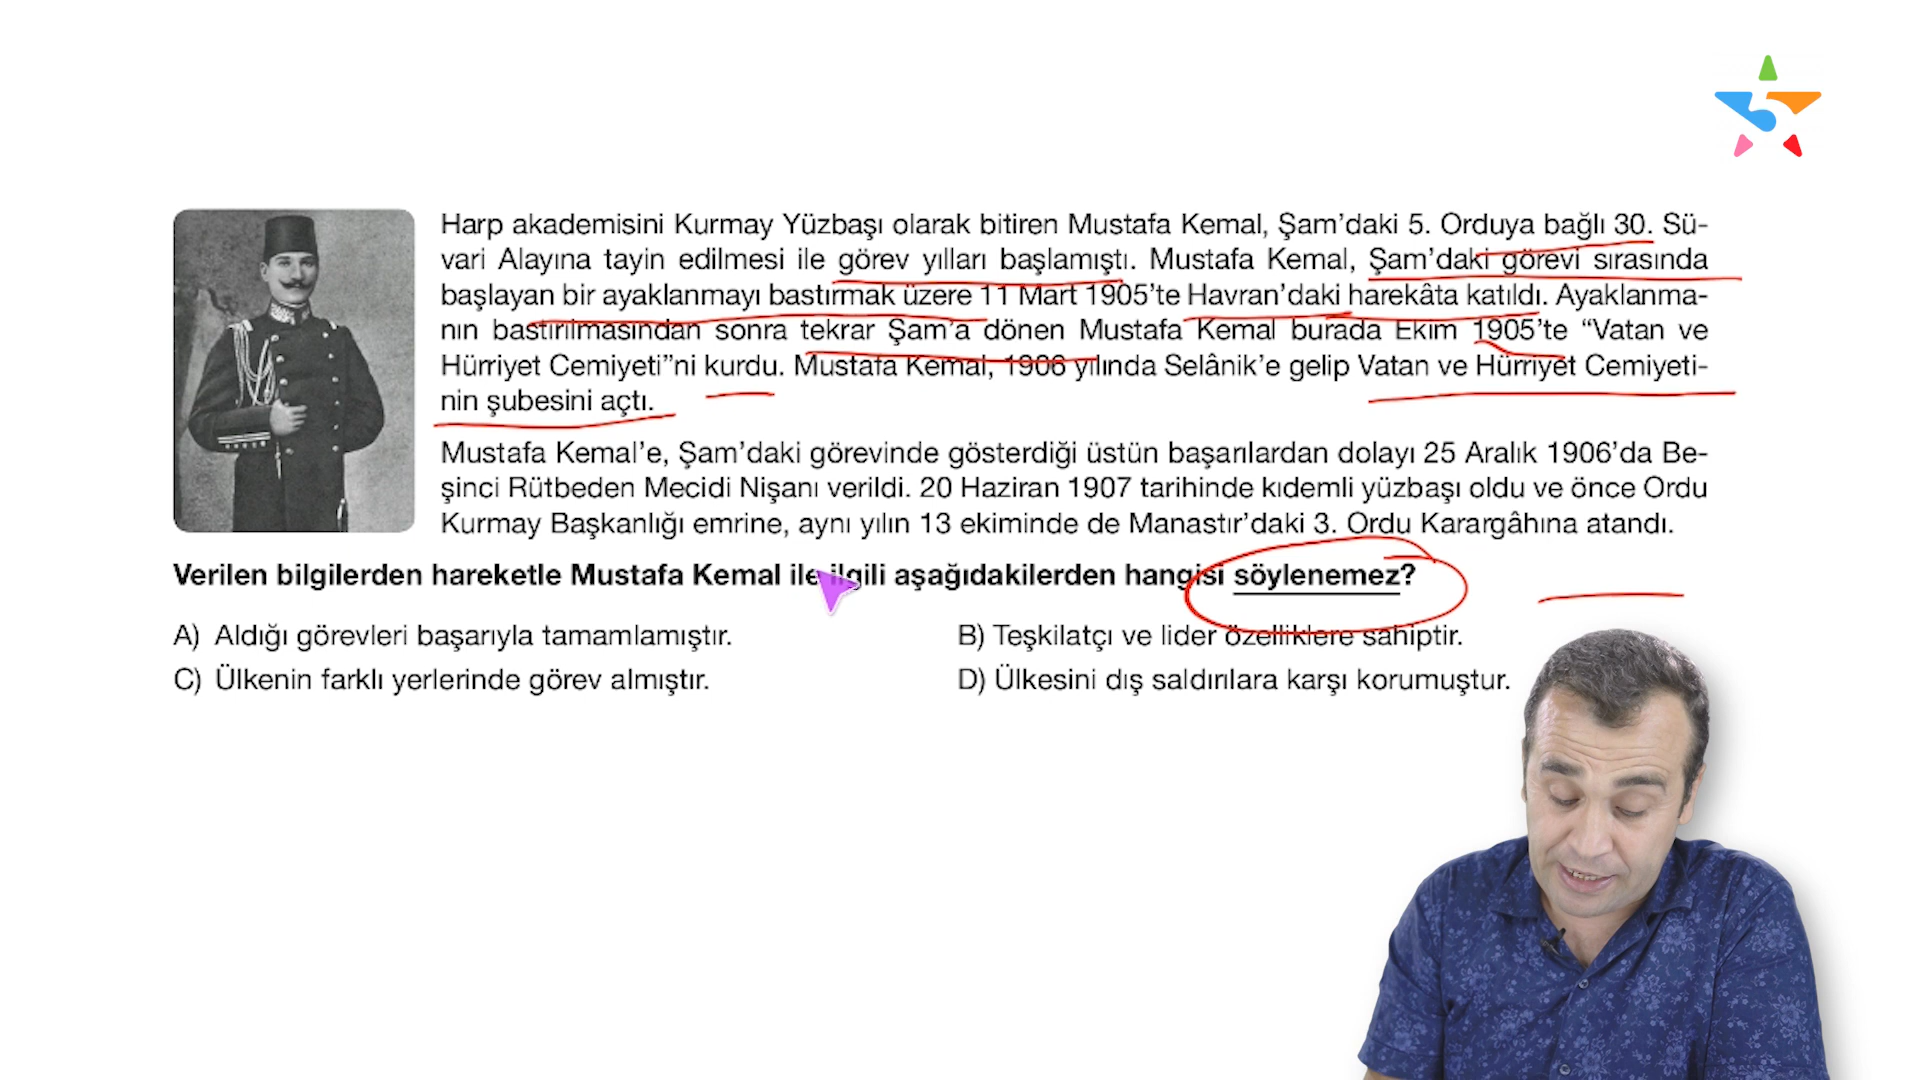 Harp akademisini Kurmay Yüzbaşı olarak bitiren Mustafa Kemal, Şam’daki 5. Orduya bağlı 30. Sü-
vari Alayına tayin edilmesi ile görev yılları başlamıştı. Mustafa Kemal, Şam’daki görevi sırasında
başlayan bir ayaklanmayı bastırmak üzere 11 Mart 1905’te Havran’daki harekâta katıldı. Ayaklanma-
nın bastırılmasından sonra tekrar Şam’a dönen Mustafa Kemal burada Ekim 1905’te “Vatan ve
Hürriyet Cemiyeti”ni kurdu. Mustafa Kemal, 1906 yılında Selânik’e gelip Vatan ve Hürriyet Cemiyeti-
nin şubesini açtı.
Mustafa Kemal’e, Şam’daki görevinde gösterdiği üstün başarılardan dolayı 25 Aralık 1906’da Be-
şinci Rütbeden Mecidi Nişanı verildi. 20 Haziran 1907 tarihinde kıdemli yüzbaşı oldu ve önce Ordu
Kurmay Başkanlığı emrine, aynı yılın 13 ekiminde de Manastır’daki 3. Ordu Karargâhına atandı.
Verilen bilgilerden hareketle Mustafa Kemal ile ilgili aşağıdakilerden hangisi söylenemez?
A) Aldığı görevleri başarıyla tamamlamıştır.
B) Teşkilatçı ve lider özelliklere sahiptir.
C) Ülkenin farklı yerlerinde görev almıştır.
D) Ülkesini dış saldırılara karşı korumuştur.